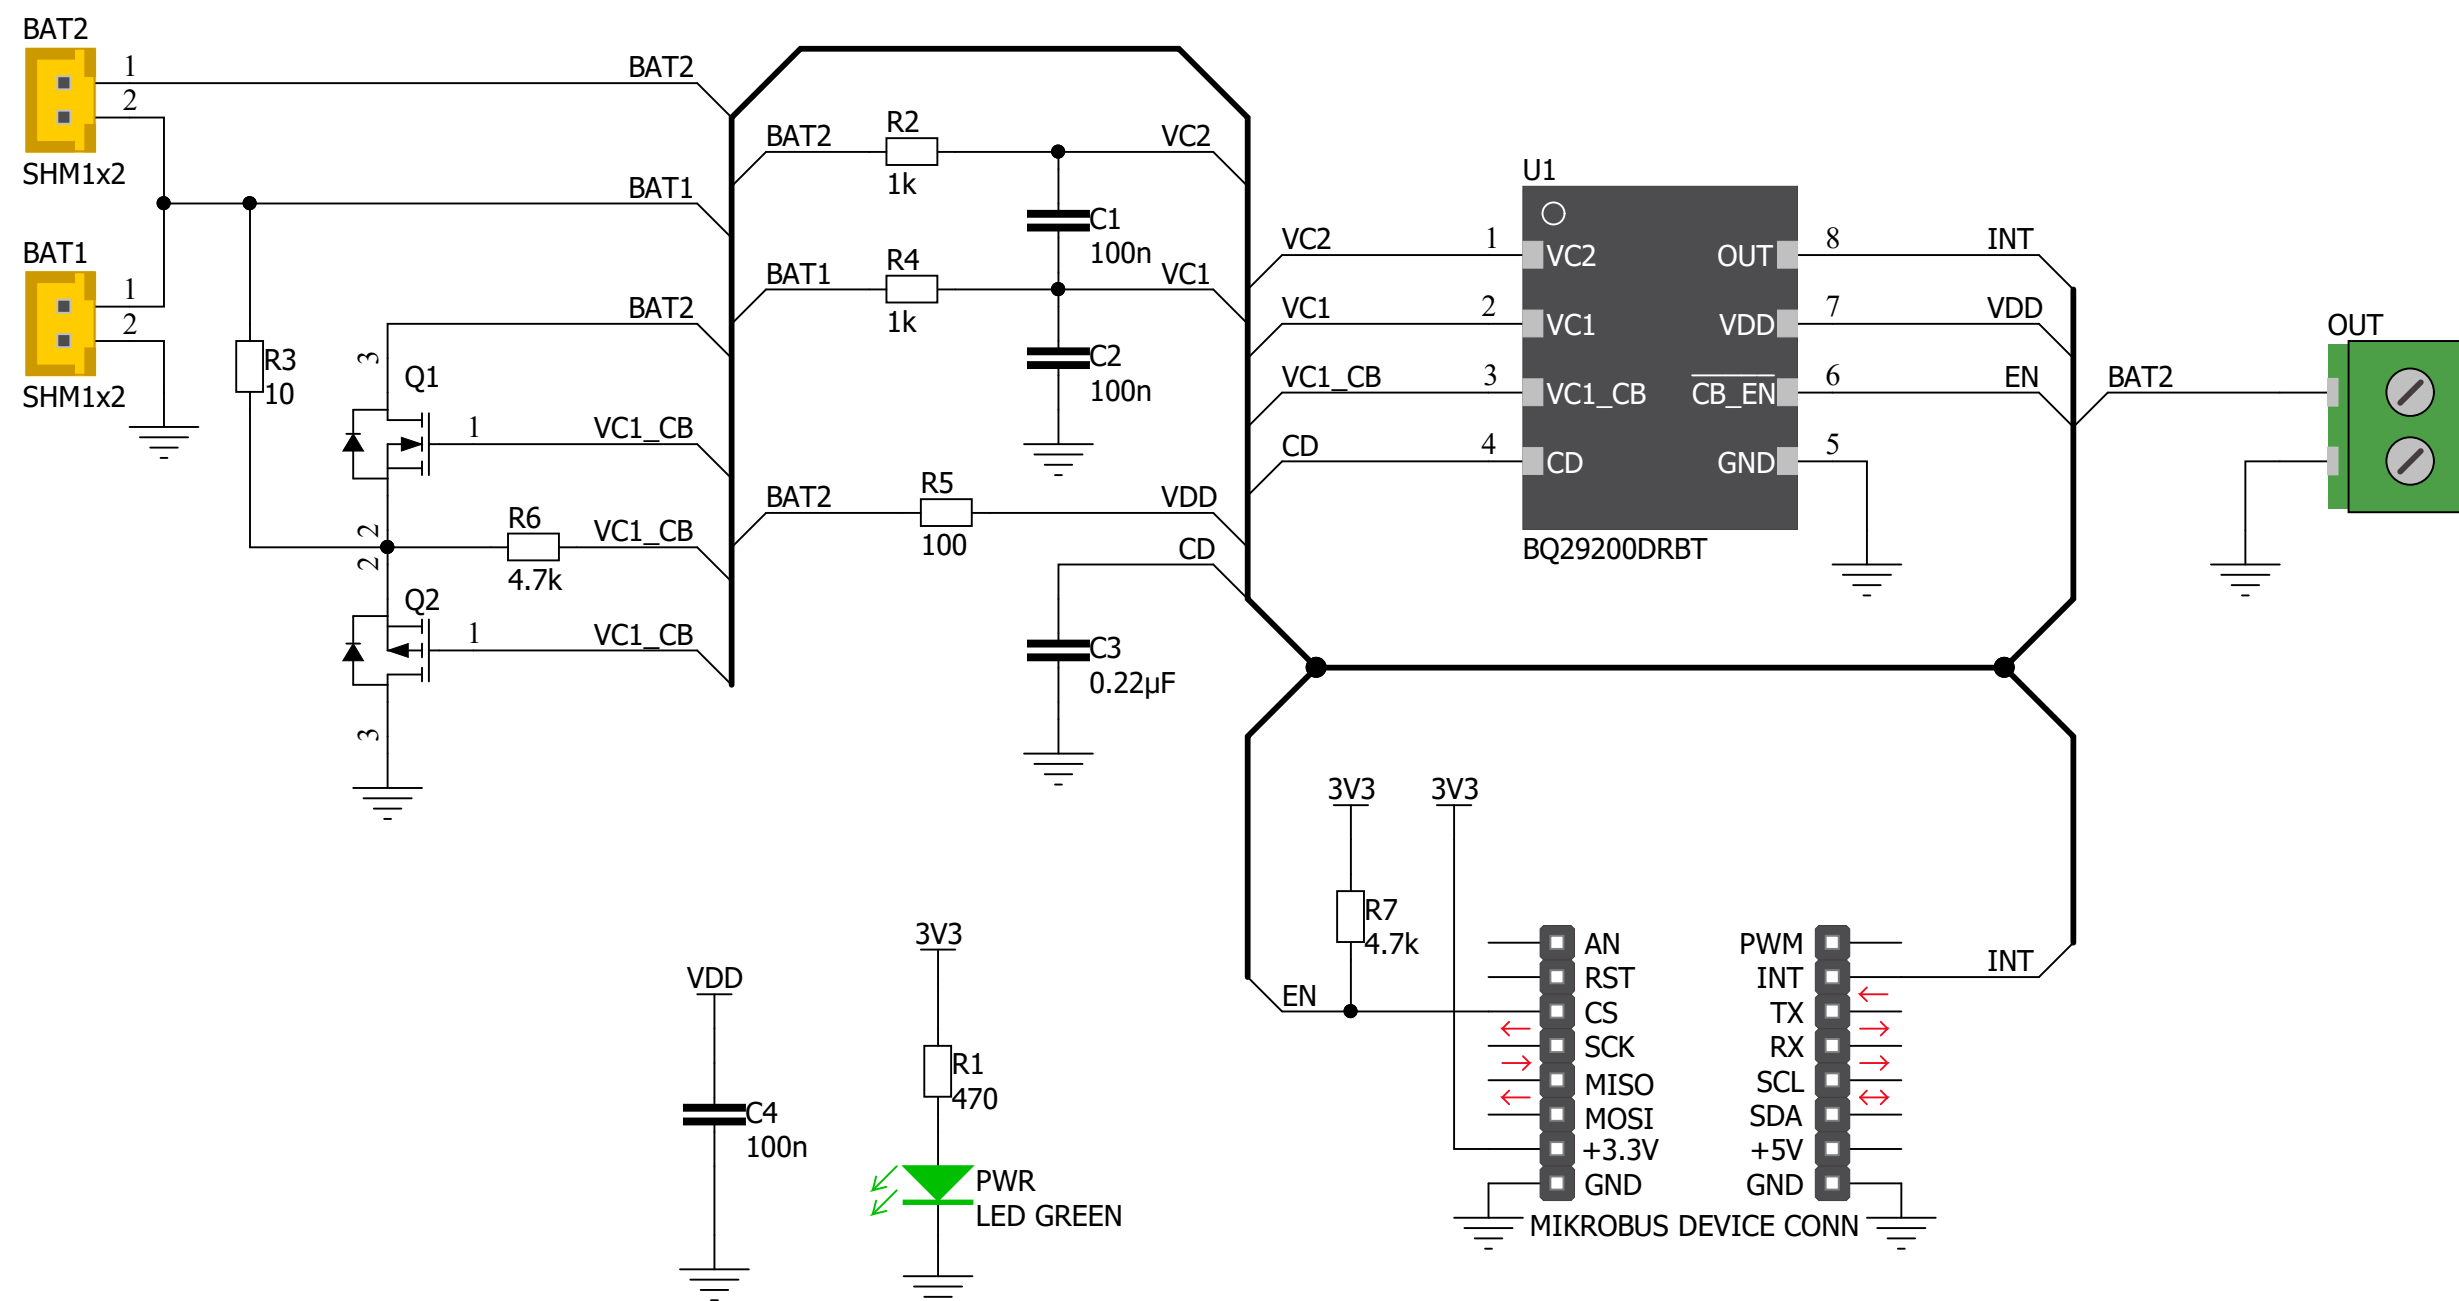 BAT2
1
2
SHM1x2
BAT1
1
2
SHM1x2
R3
10
BAT2
BAT1
BAT2
3
Q1
1
VC1_CB
2
R6
4.7k
VC1_CB
2
Q2
1
VC1_CB
3
BAT2
R2
1k
VC2
C1
100n
BAT1
R4
1k
VC1
C2
100n
BAT2
R5
100
VDD
CD
C3
0.22µF
U1
VC2
1
VC2
OUT
8
INT
VC1
2
VC1
VDD
7
VDD
VC1_CB
3
VC1_CB
CB_EN
6
EN
CD
4
CD
GND
5
BQ29200DRBT
BAT2
OUT
VDD
C4
100n
3V3
R1
470
PWR
LED GREEN
3V3
3V3
R7
4.7k
EN
AN
RST
CS
SCK
MISO
MOSI
+3.3V
GND
PWM
INT
TX
RX
SCL
SDA
+5V
GND
INT
MIKROBUS DEVICE CONN